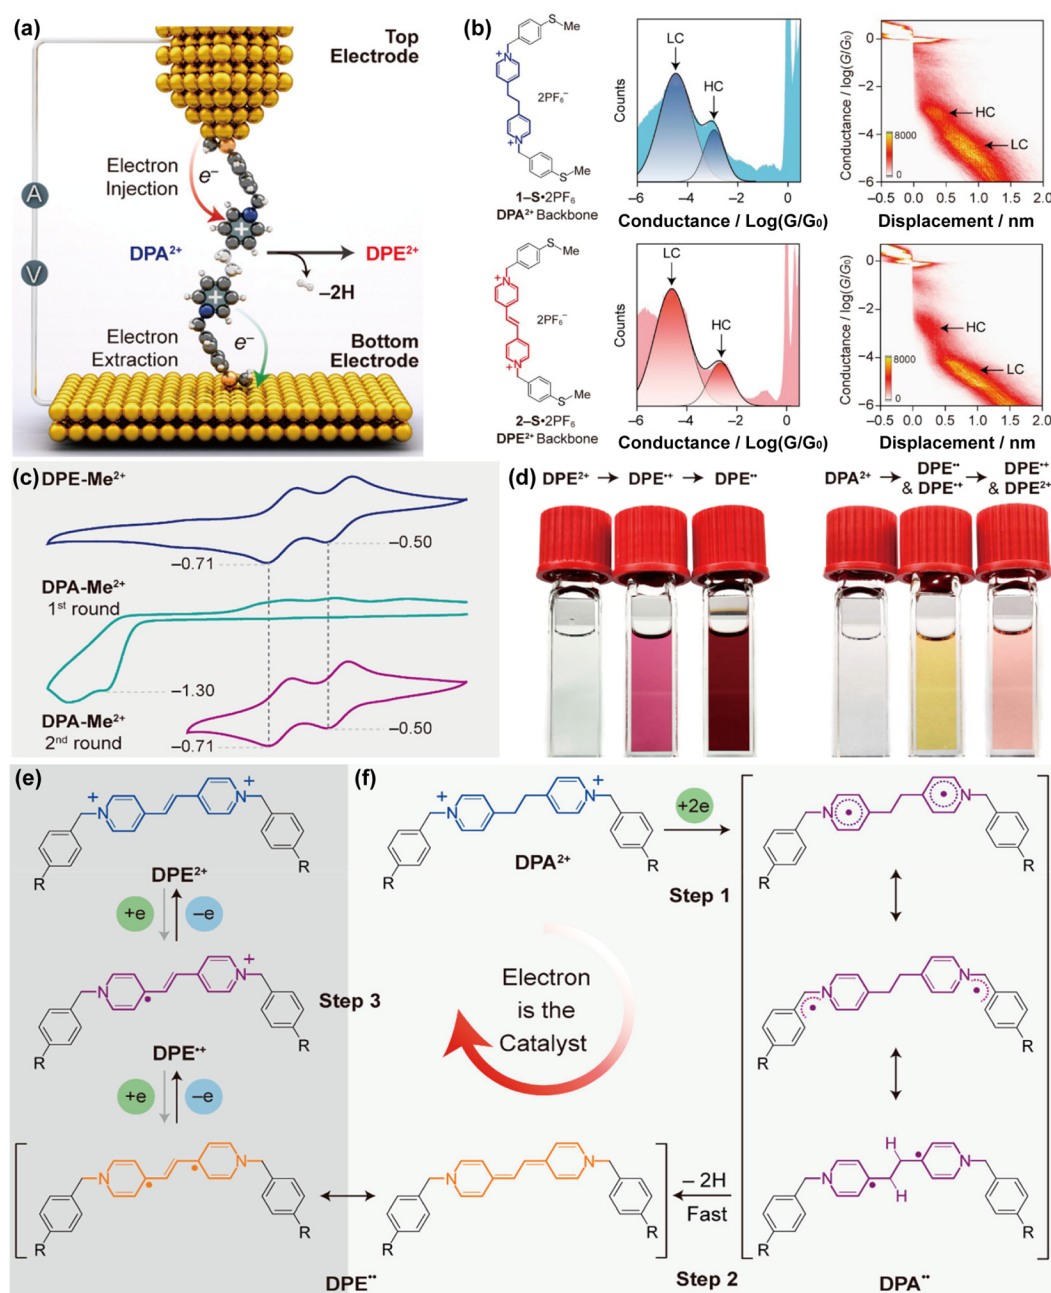 (a)
Top
Electrode
Electron
Injection
e⁻
A
DPA²⁺
DPE²⁺
−2H
V
Electron
Extraction
e⁻
Bottom
Electrode
(b)
S Me
N
+
2PF₆⁻
N
+
S Me
1–S•2PF₆
DPA²⁺ Backbone
Counts
LC
HC
−6 −4 −2 0
Conductance / Log(G/G₀)
Conductance / log(G/G₀)
0
−2
−4
−6
8000
0
HC
LC
0.0 0.5 1.0 1.5 2.0
Displacement / nm
S Me
+
N
2PF₆⁻
N
+
S Me
2–S•2PF₆
DPE²⁺ Backbone
Counts
LC
HC
−6 −4 −2 0
Conductance / Log(G/G₀)
Conductance / log(G/G₀)
0
−2
−4
−6
8000
0
HC
LC
0.0 0.5 1.0 1.5 2.0
Displacement / nm
(c)
DPE-Me²⁺
−0.71
−0.50
DPA-Me²⁺
1ˢᵗ round
−1.30
DPA-Me²⁺
2ⁿᵈ round
−0.71
−0.50
(d)
DPE²⁺ → DPE•⁺ → DPE••
DPA²⁺ → DPE•• & DPE•⁺ → DPE•⁺ & DPE²⁺
(e)
+
N
N
+
R
R
DPE²⁺
+e
−e
N
N
+
R
R
Step 3
DPE•⁺
+e
−e
N
N
R
R
DPE••
(f)
+
N
N
+
R
R
DPA²⁺
+2e
Step 1
N
N
R
R
Electron
is the
Catalyst
N
N
R
R
N
H
H
N
R
R
DPA••
− 2H
Fast
Step 2
N
N
R
R